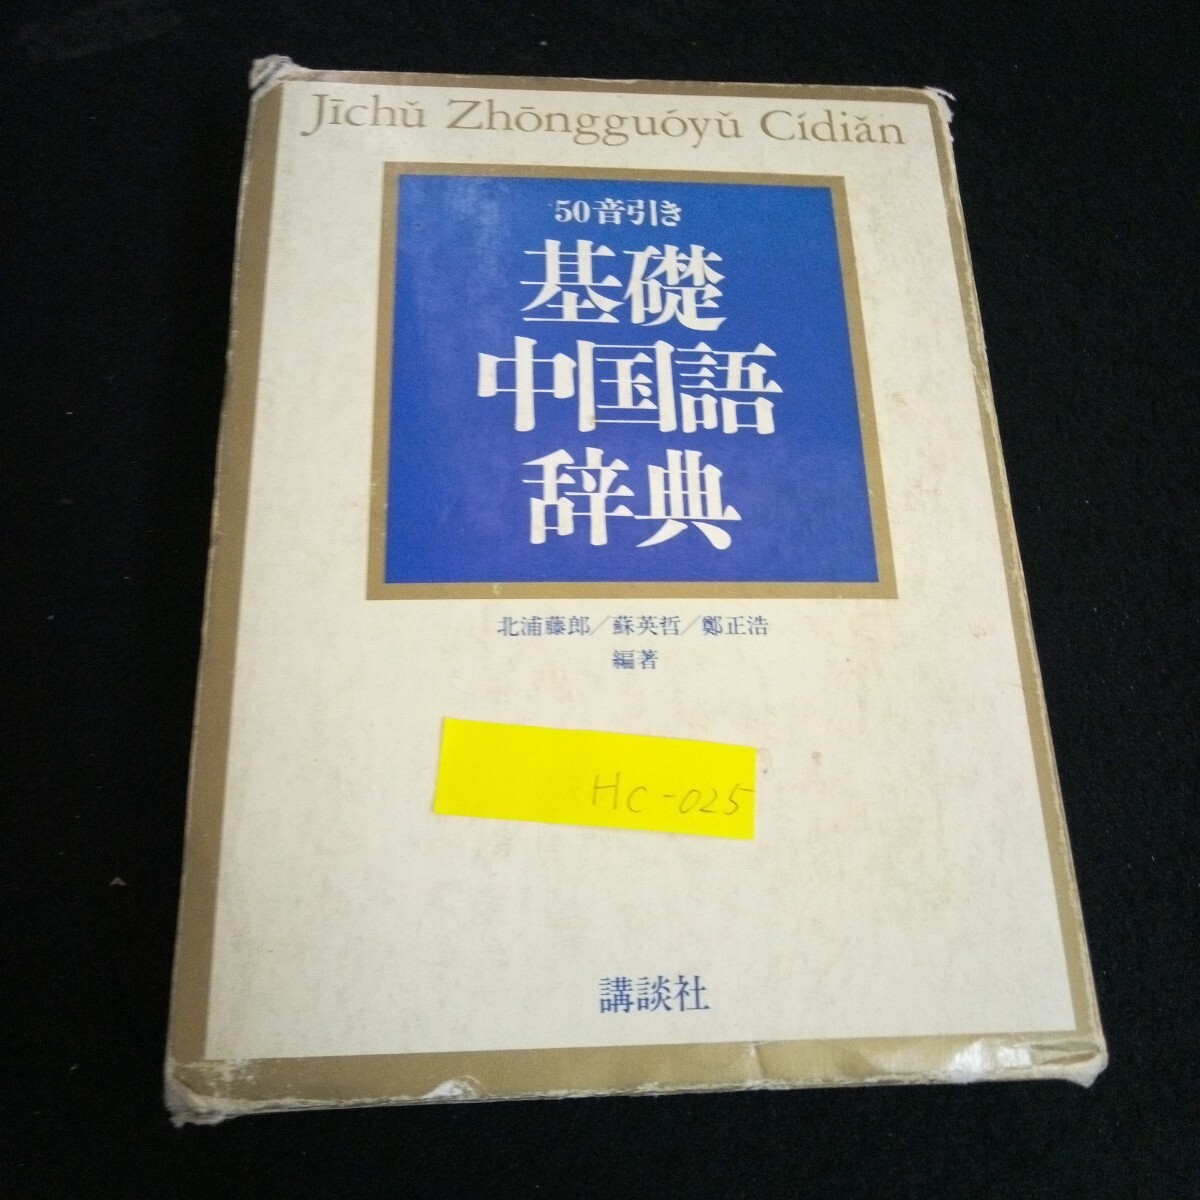 Jīchǔ Zhōngguóyǔ Cídiǎn
50音引き
基礎
中国語
辞典
北浦藤郎/蘇英哲/鄭正浩
編著
HC-025
講談社